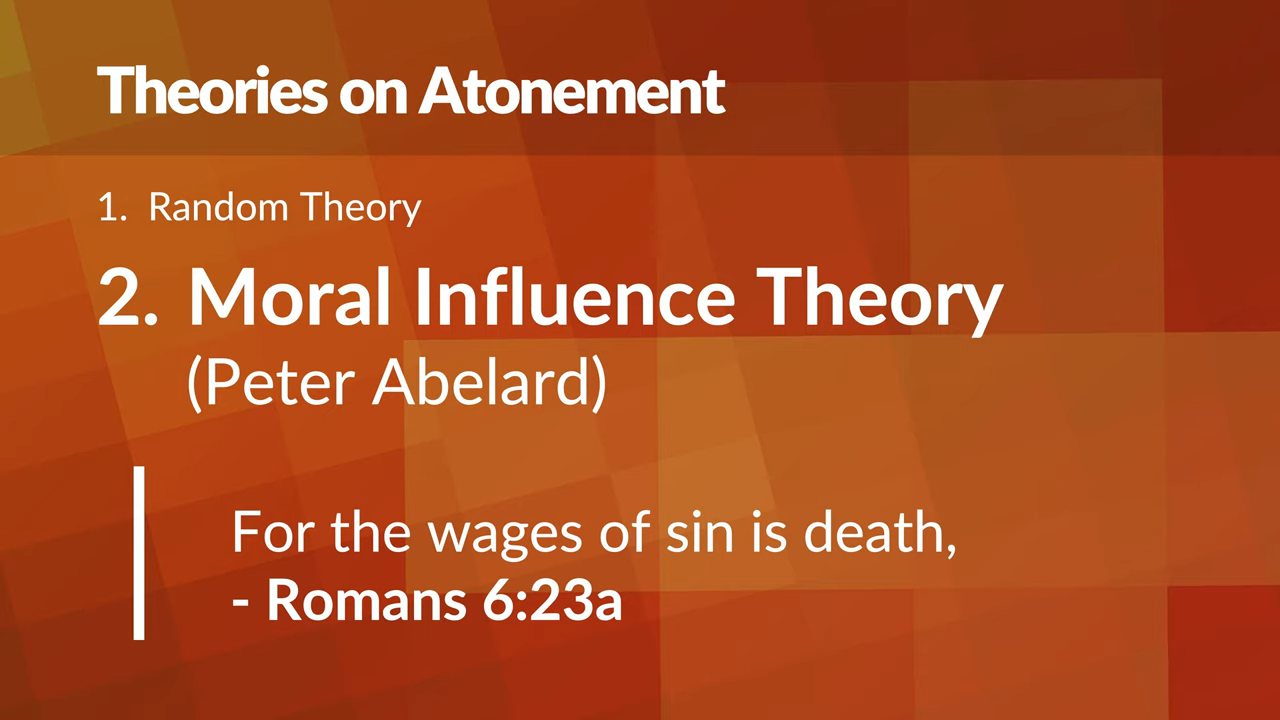 Theories on Atonement
1. Random Theory
2. Moral Influence Theory
(Peter Abelard)
For the wages of sin is death,
- Romans 6:23a